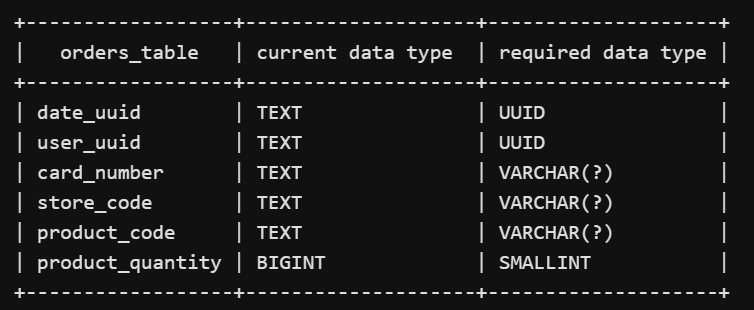 +------------------+--------------------+--------------------+
|   orders_table   | current data type  | required data type |
+------------------+--------------------+--------------------+
| date_uuid        | TEXT               | UUID               |
| user_uuid        | TEXT               | UUID               |
| card_number      | TEXT               | VARCHAR(?)         |
| store_code       | TEXT               | VARCHAR(?)         |
| product_code     | TEXT               | VARCHAR(?)         |
| product_quantity | BIGINT             | SMALLINT           |
+------------------+--------------------+--------------------+